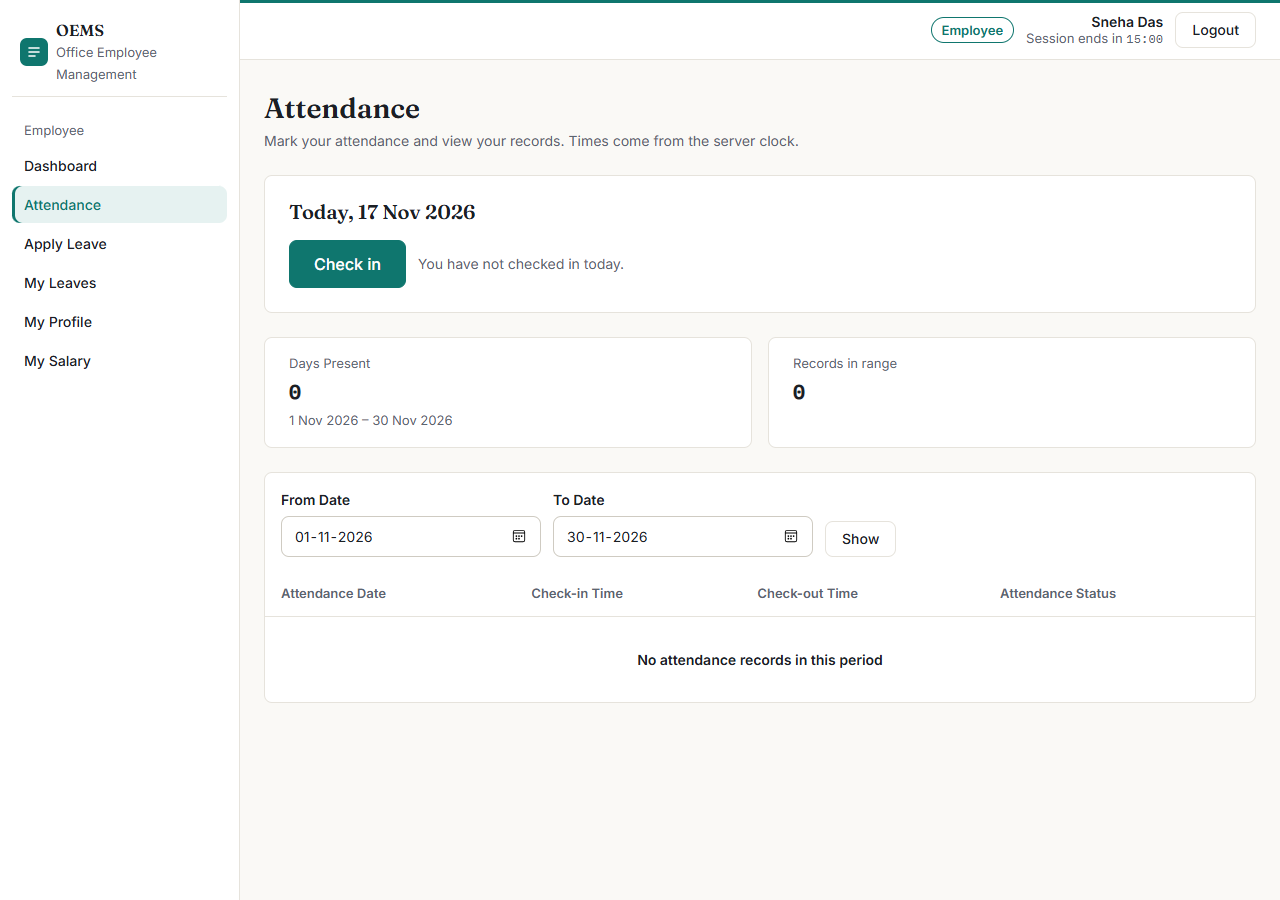 OEMS
Office Employee
Management
Employee
Dashboard
Attendance
Apply Leave
My Leaves
My Profile
My Salary
Employee
Sneha Das
Session ends in 15:00
Logout
Attendance
Mark your attendance and view your records. Times come from the server clock.
Today, 17 Nov 2026
Check in
You have not checked in today.
Days Present
0
1 Nov 2026 – 30 Nov 2026
Records in range
0
From Date
To Date
01-11-2026
30-11-2026
Show
Attendance Date
Check-in Time
Check-out Time
Attendance Status
No attendance records in this period